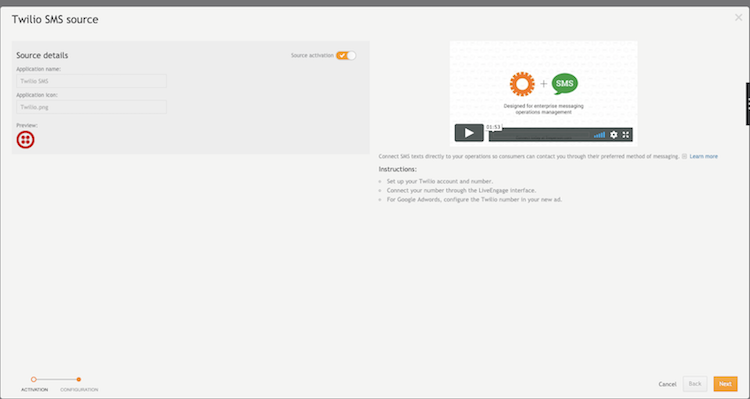 Twilio SMS source
Source details
Source activation
Application name:
Twilio SMS
Application icon:
Twilio.png
Preview:
SMS
Designed for enterprise messaging
operations management
01:53
Connect SMS texts directly to your operations so consumers can contact you through their preferred method of messaging. Learn more
Instructions:
Set up your Twilio account and number.
Connect your number through the LiveEngage interface.
For Google Adwords, configure the Twilio number in your new ad.
ACTIVATION
CONFIGURATION
Cancel
Back
Next